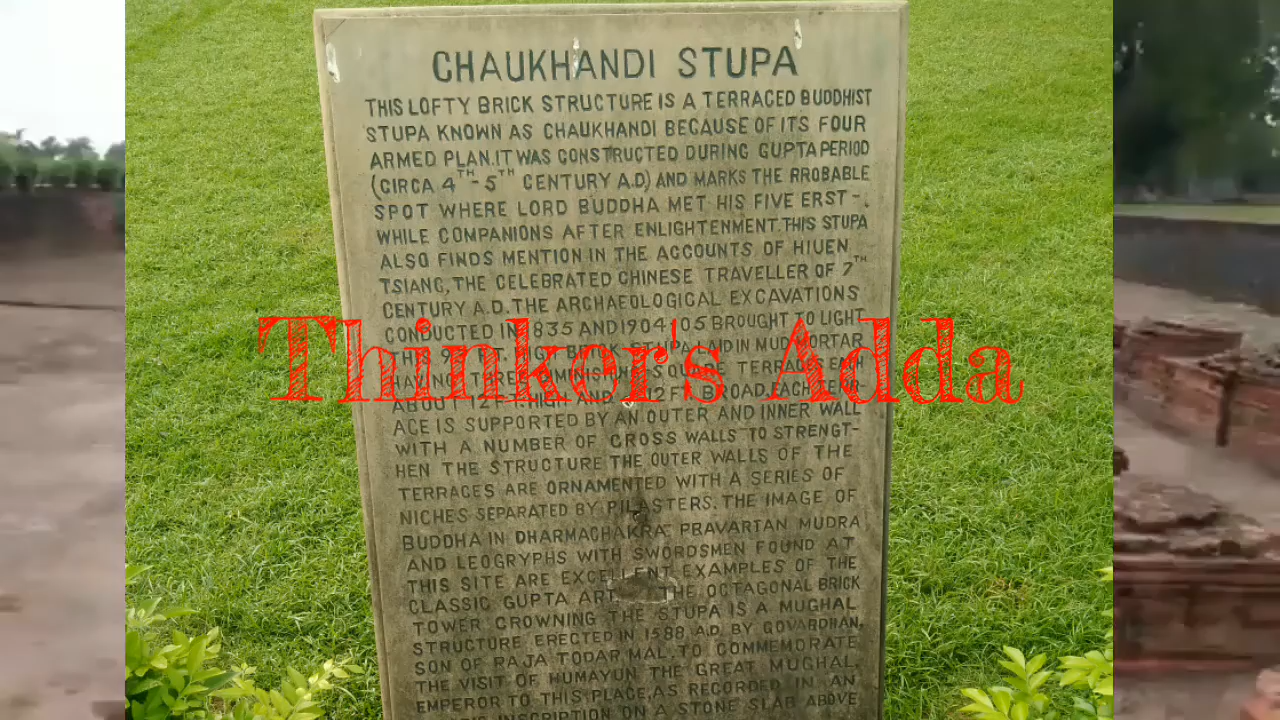 CHAUKHANDI STUPA
THIS LOFTY BRICK STRUCTURE IS A TERRACED BUDDHIST
STUPA KNOWN AS CHAUKHANDI BECAUSE OF ITS FOUR
ARMED PLAN. IT WAS CONSTRUCTED DURING GUPTA PERIOD
(CIRCA 4TH-5TH CENTURY A.D.) AND MARKS THE RROBABLE
SPOT WHERE LORD BUDDHA MET HIS FIVE ERST-
WHILE COMPANIONS AFTER ENLIGHTENMENT. THIS STUPA
ALSO FINDS MENTION IN THE ACCOUNTS OF HIUEN
TSIANG, THE CELEBRATED CHINESE TRAVELLER OF 7TH
CENTURY A.D. THE ARCHAEOLOGICAL EXCAVATIONS
CONDUCTED IN 1835 AND 1904-05 BROUGHT TO LIGHT
Thinker's Adda
BRICK STUPA LAID IN MUD MORTAR
SQUARE TERRACES EACH
ABOUT 12 FT. HIGH AND FT. BROAD. EACH TERR-
ACE IS SUPPORTED BY AN OUTER AND INNER WALL
WITH A NUMBER OF CROSS WALLS TO STRENGT-
HEN THE STRUCTURE THE OUTER WALLS OF THE
TERRACES ARE ORNAMENTED WITH A SERIES OF
NICHES SEPARATED BY PILASTERS. THE IMAGE OF
BUDDHA IN DHARMACHAKRA PRAVARTAN MUDRA
AND LEOGRYPHS WITH SWORDSMEN FOUND AT
THIS SITE ARE EXCELLENT EXAMPLES OF THE
CLASSIC GUPTA ART THE OCTAGONAL BRICK
TOWER CROWNING THE STUPA IS A MUGHAL
STRUCTURE ERECTED IN 1588 A.D. BY GOVARDHAN,
SON OF RAJA TODAR MAL, TO COMMEMORATE
THE VISIT OF HUMAYUN THE GREAT MUGHAL,
EMPEROR TO THIS PLACE, AS RECORDED IN AN
INSCRIPTION ON A STONE SLAB ABOVE